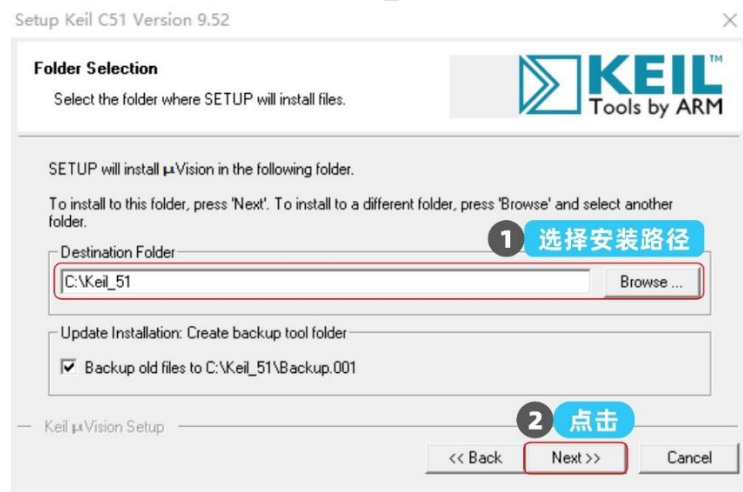 Setup Keil C51 Version 9.52
Folder Selection
Select the folder where SETUP will install files.
KEIL™
Tools by ARM
SETUP will install µVision in the following folder.
To install to this folder, press 'Next'. To install to a different folder, press 'Browse' and select another
folder.
1 选择安装路径
Destination Folder
C:\Keil_51
Browse ...
Update Installation: Create backup tool folder
Backup old files to C:\Keil_51\Backup.001
Keil µVision Setup
2 点击
<< Back
Next >>
Cancel